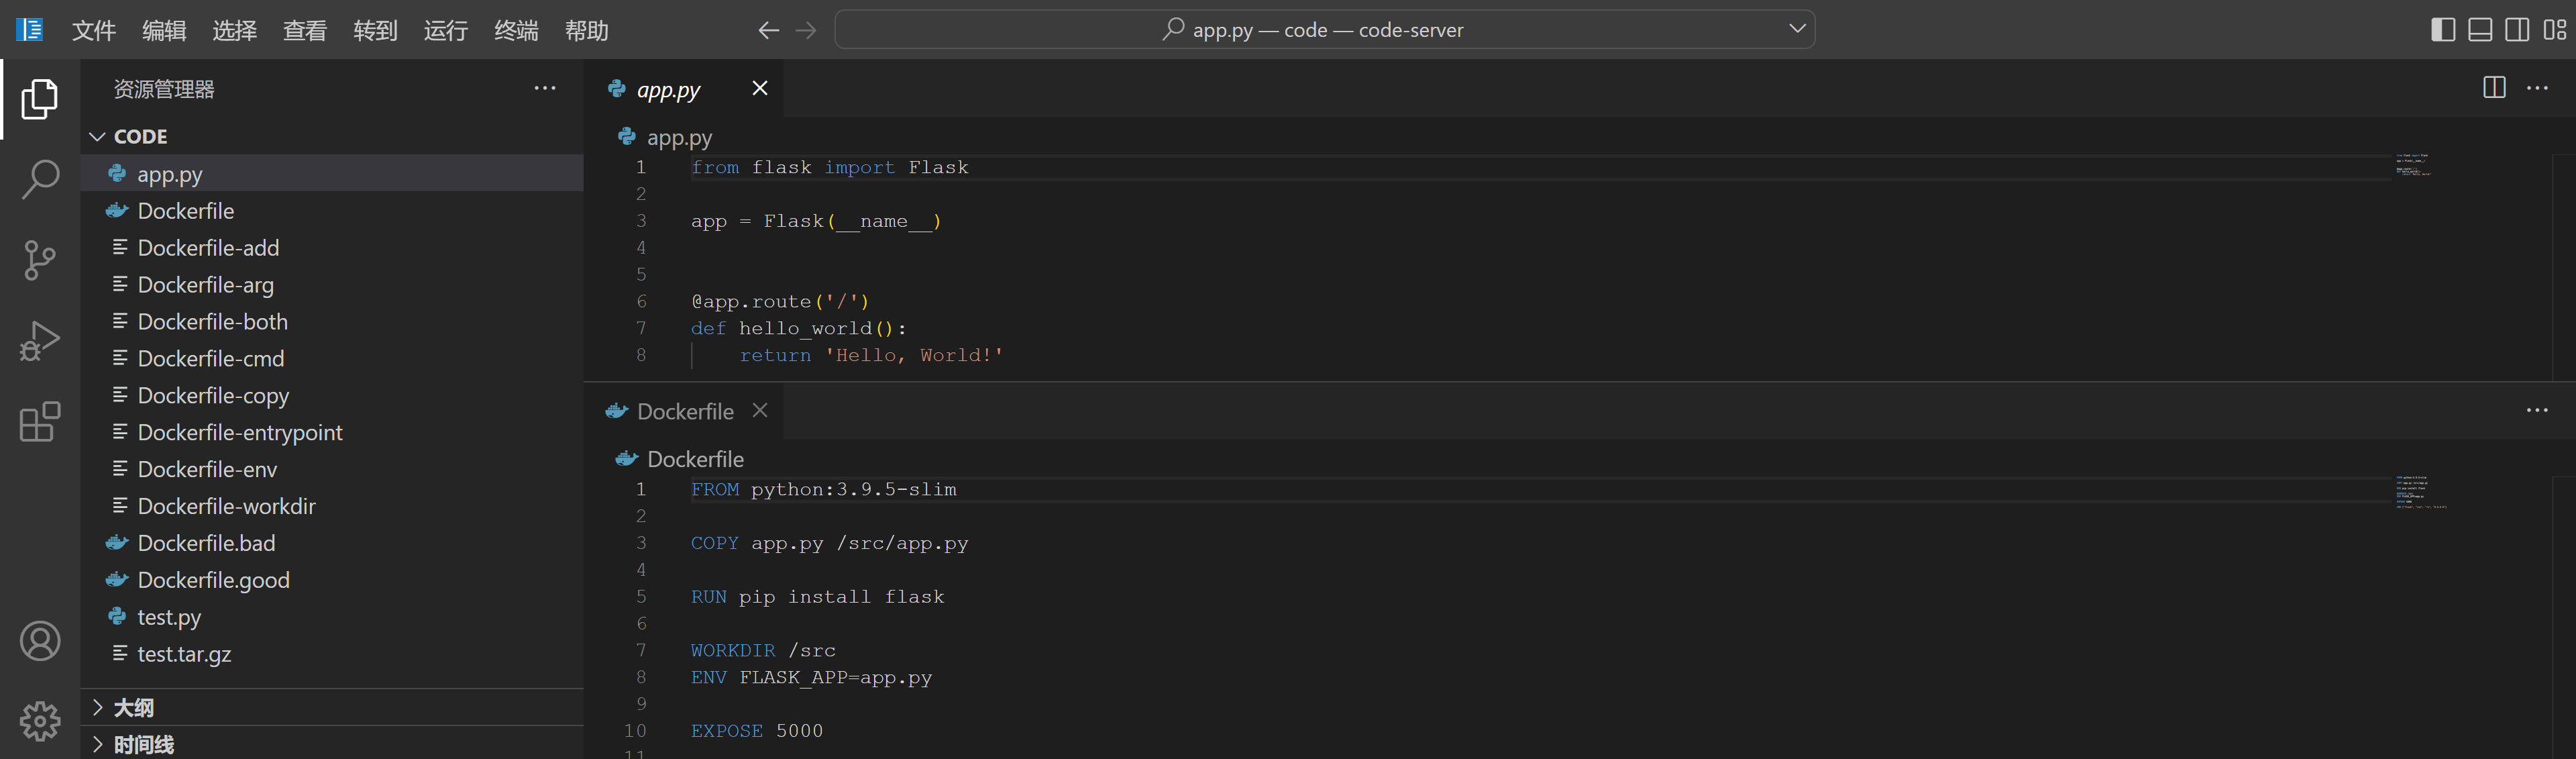 文件 编辑 选择 查看 转到 运行 终端 帮助 app.py — code — code-server
资源管理器
CODE
app.py
Dockerfile
Dockerfile-add
Dockerfile-arg
Dockerfile-both
Dockerfile-cmd
Dockerfile-copy
Dockerfile-entrypoint
Dockerfile-env
Dockerfile-workdir
Dockerfile.bad
Dockerfile.good
test.py
test.tar.gz
大纲
时间线
app.py
app.py
1 from flask import Flask
2
3 app = Flask(__name__)
4
5
6 @app.route('/')
7 def hello_world():
8     return 'Hello, World!'
Dockerfile
Dockerfile
1 FROM python:3.9.5-slim
2
3 COPY app.py /src/app.py
4
5 RUN pip install flask
6
7 WORKDIR /src
8 ENV FLASK_APP=app.py
9
10 EXPOSE 5000
11